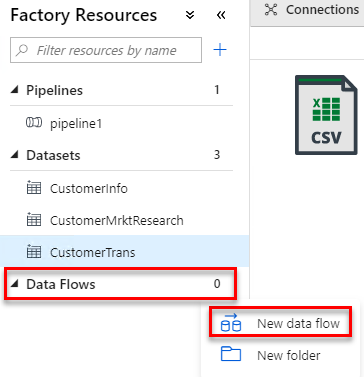 Factory Resources
Connections
Filter resources by name
Pipelines 1
pipeline1
Datasets 3
CustomerInfo
CSV
CustomerMrktResearch
CustomerTrans
Data Flows 0
New data flow
New folder